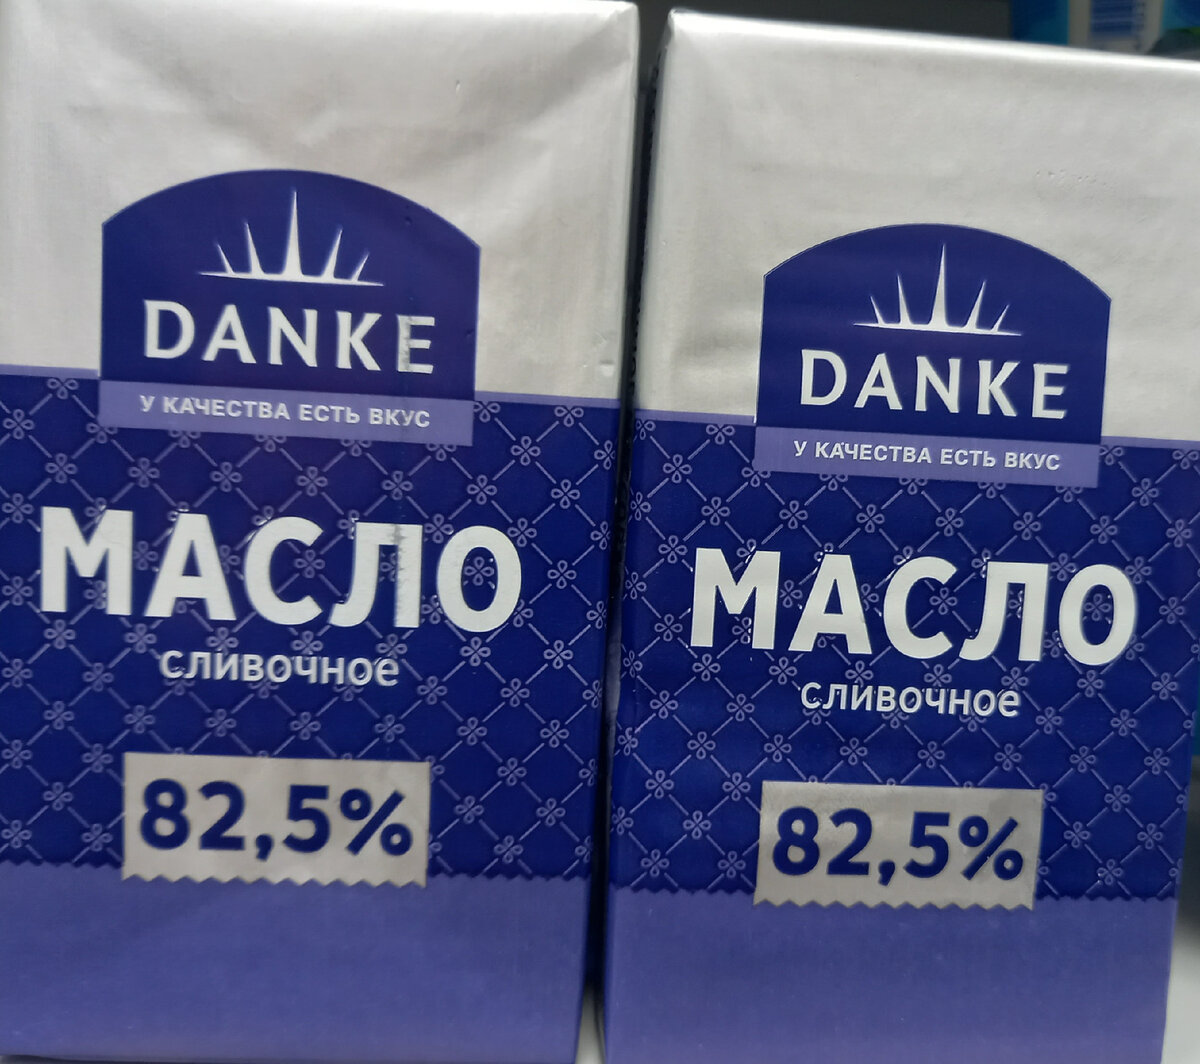 DANKE
У КАЧЕСТВА ЕСТЬ ВКУС
МАСЛО
СЛИВОЧНОЕ
82,5%
DANKE
У КАЧЕСТВА ЕСТЬ ВКУС
МАСЛО
СЛИВОЧНОЕ
82,5%